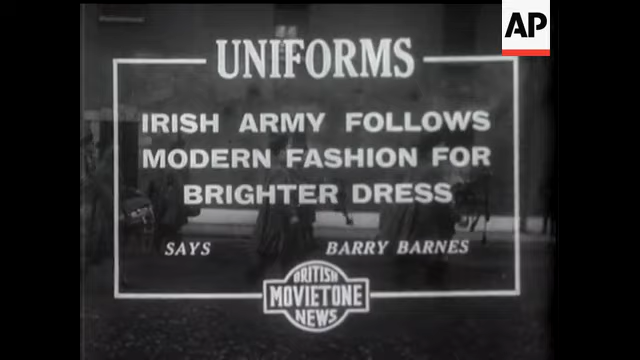 AP
UNIFORMS
IRISH ARMY FOLLOWS
MODERN FASHION FOR
BRIGHTER DRESS
SAYS BARRY BARNES
BRITISH
MOVIETONE
NEWS